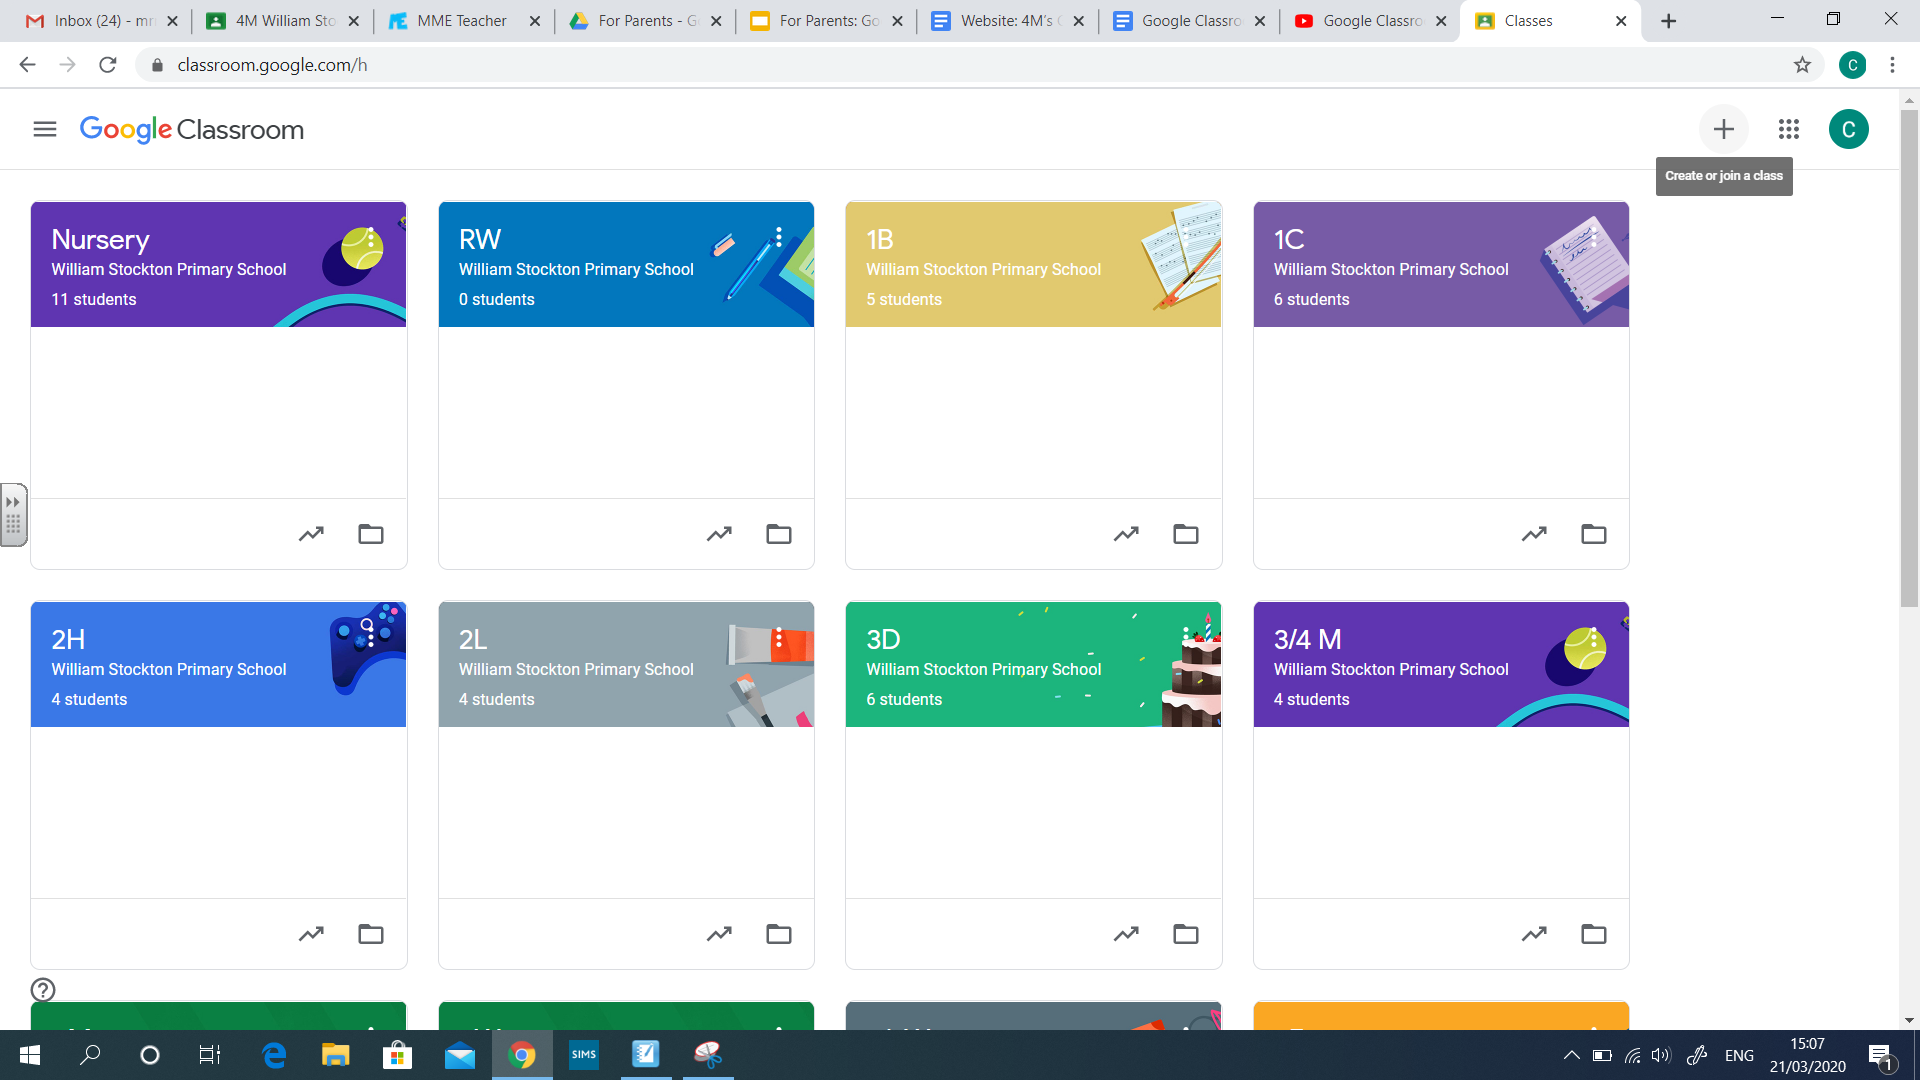 Inbox (24) - mr
4M William Sto
MME Teacher
For Parents - G
For Parents: Go
Website: 4M's
Google Classro
Google Classro
Classes
classroom.google.com/h
C
Google Classroom
C
Create or join a class
Nursery
William Stockton Primary School
11 students
RW
William Stockton Primary School
0 students
1B
William Stockton Primary School
5 students
1C
William Stockton Primary School
6 students
2H
William Stockton Primary School
4 students
2L
William Stockton Primary School
4 students
3D
William Stockton Primary School
6 students
3/4 M
William Stockton Primary School
4 students
SIMS
ENG
15:07
21/03/2020
1